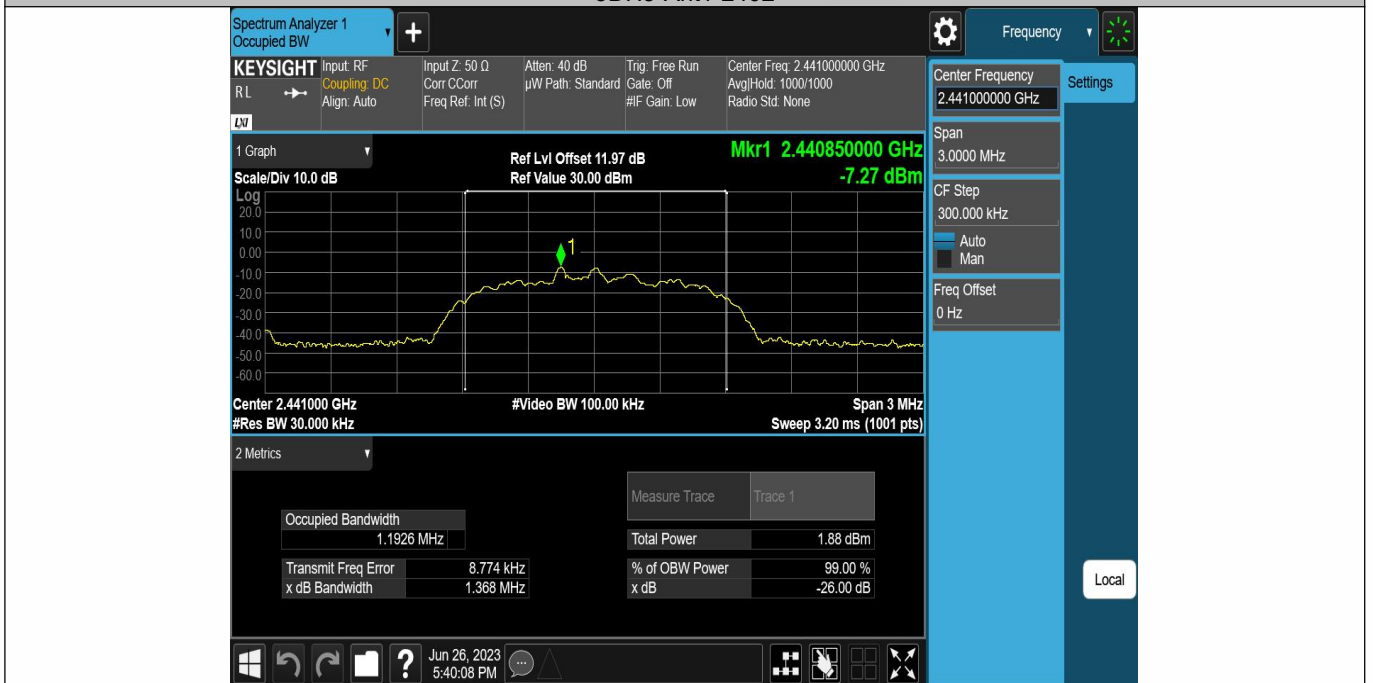 Spectrum Analyzer 1
Occupied BW
+
Frequency
KEYSIGHT
R L
LXI
Input: RF
Coupling: DC
Align: Auto
Input Z: 50 Ω
Corr CCorr
Freq Ref: Int (S)
Atten: 40 dB
µW Path: Standard
Trig: Free Run
Gate: Off
#IF Gain: Low
Center Freq: 2.441000000 GHz
Avg|Hold: 1000/1000
Radio Std: None
Center Frequency
2.441000000 GHz
Settings
Span
3.0000 MHz
CF Step
300.000 kHz
Auto
Man
Freq Offset
0 Hz
Local
1 Graph
Scale/Div 10.0 dB
Ref Lvl Offset 11.97 dB
Ref Value 30.00 dBm
Mkr1 2.440850000 GHz
-7.27 dBm
Log
20.0
10.0
0.00
-10.0
-20.0
-30.0
-40.0
-50.0
-60.0
1
Center 2.441000 GHz
#Video BW 100.00 kHz
Span 3 MHz
#Res BW 30.000 kHz
Sweep 3.20 ms (1001 pts)
2 Metrics
Measure Trace
Trace 1
Occupied Bandwidth
1.1926 MHz
Total Power
1.88 dBm
Transmit Freq Error
8.774 kHz
% of OBW Power
99.00 %
x dB Bandwidth
1.368 MHz
x dB
-26.00 dB
?
Jun 26, 2023
5:40:08 PM